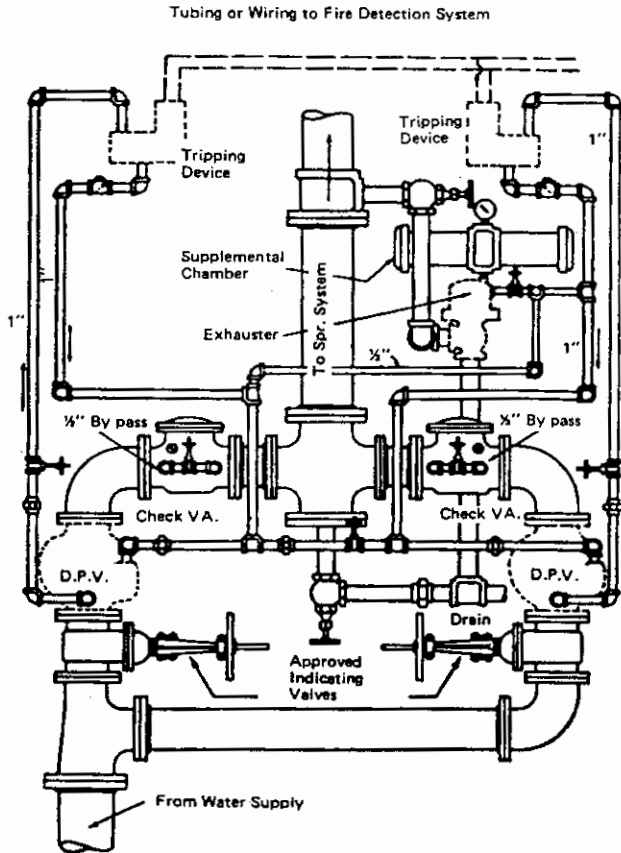 Tubing or Wiring to Fire Detection System
Tripping
Device
Tripping
Device
1"
1"
1"
Supplemental
Chamber
To Spr. System
Exhauster
½"
1"
½" By pass
½" By pass
Check VA.
Check VA.
D.P.V.
D.P.V.
Drain
Approved
Indicating
Valves
From Water Supply